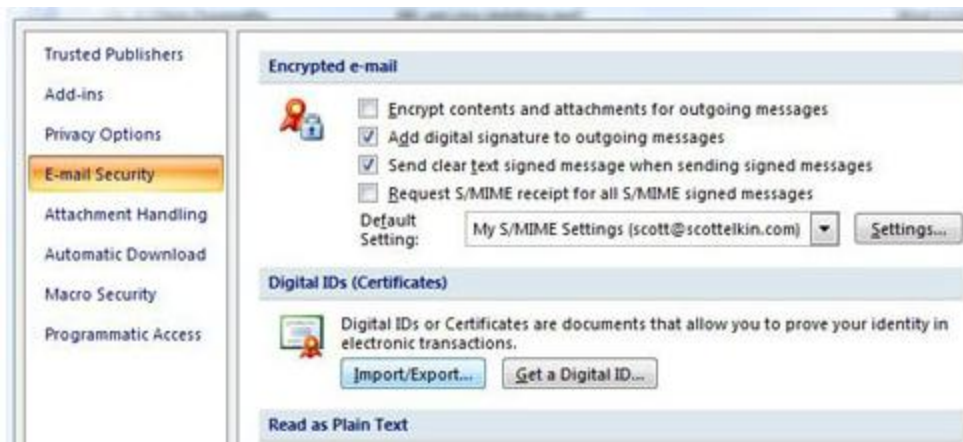 Trusted Publishers
Add-ins
Privacy Options
E-mail Security
Attachment Handling
Automatic Download
Macro Security
Programmatic Access
Encrypted e-mail
Encrypt contents and attachments for outgoing messages
Add digital signature to outgoing messages
Send clear text signed message when sending signed messages
Request S/MIME receipt for all S/MIME signed messages
Default
Setting:
My S/MIME Settings (scott@scottelkin.com)
Settings...
Digital IDs (Certificates)
Digital IDs or Certificates are documents that allow you to prove your identity in
electronic transactions.
Import/Export...
Get a Digital ID...
Read as Plain Text